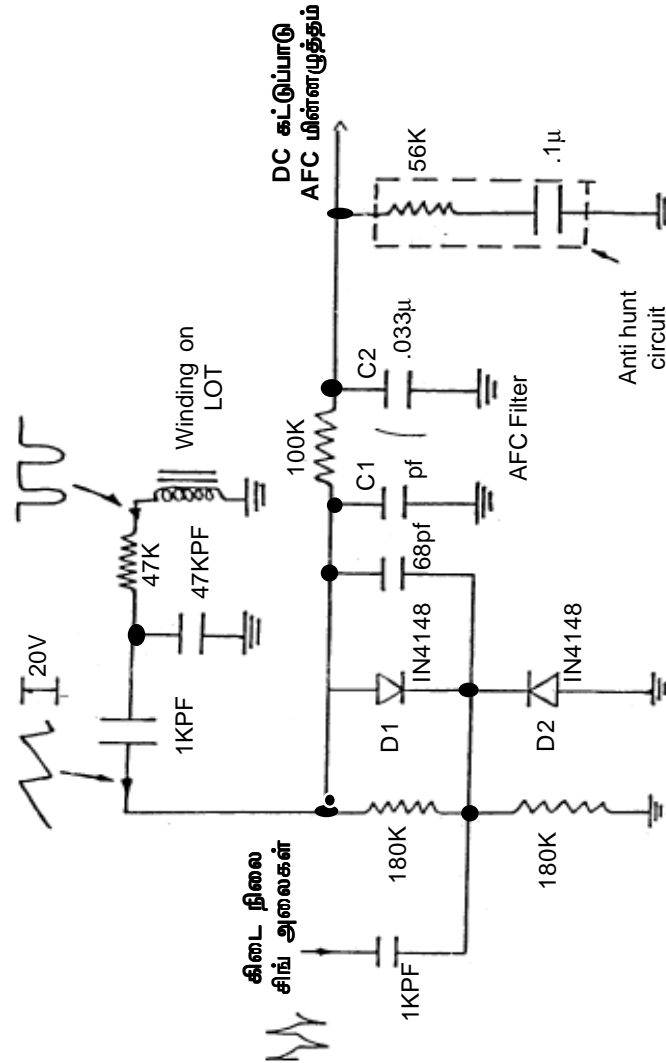 20V
1KPF
47K
47KPF
Winding on
LOT
DC கட்டுப்பாடு
AFC மின்னழுத்தம்
கிடை நிலை
சிங் அலைகள்
1KPF
180K
180K
D1
IN4148
D2
IN4148
68pf
C1
pf
100K
C2
.033μ
AFC Filter
56K
.1μ
Anti hunt
circuit